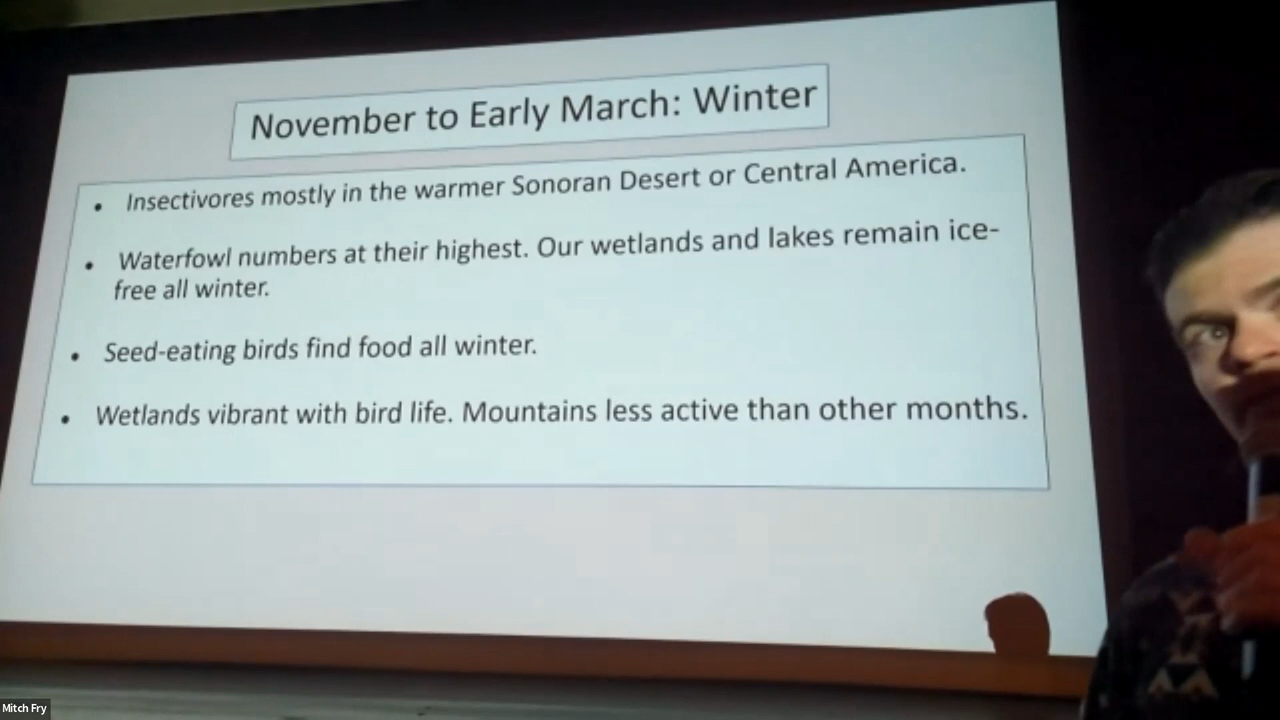 November to Early March: Winter
• Insectivores mostly in the warmer Sonoran Desert or Central America.
• Waterfowl numbers at their highest. Our wetlands and lakes remain ice-
free all winter.
• Seed-eating birds find food all winter.
• Wetlands vibrant with bird life. Mountains less active than other months.
Mitch Fry